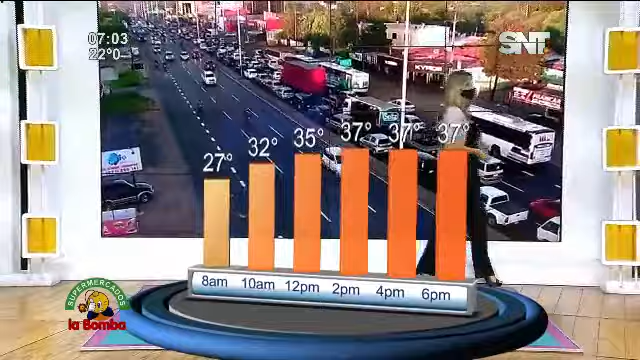 07:03
22°
SNT
27° 32° 35° 37° 37° 37°
8am 10am 12pm 2pm 4pm 6pm
SUPERMERCADOS
la Bomba